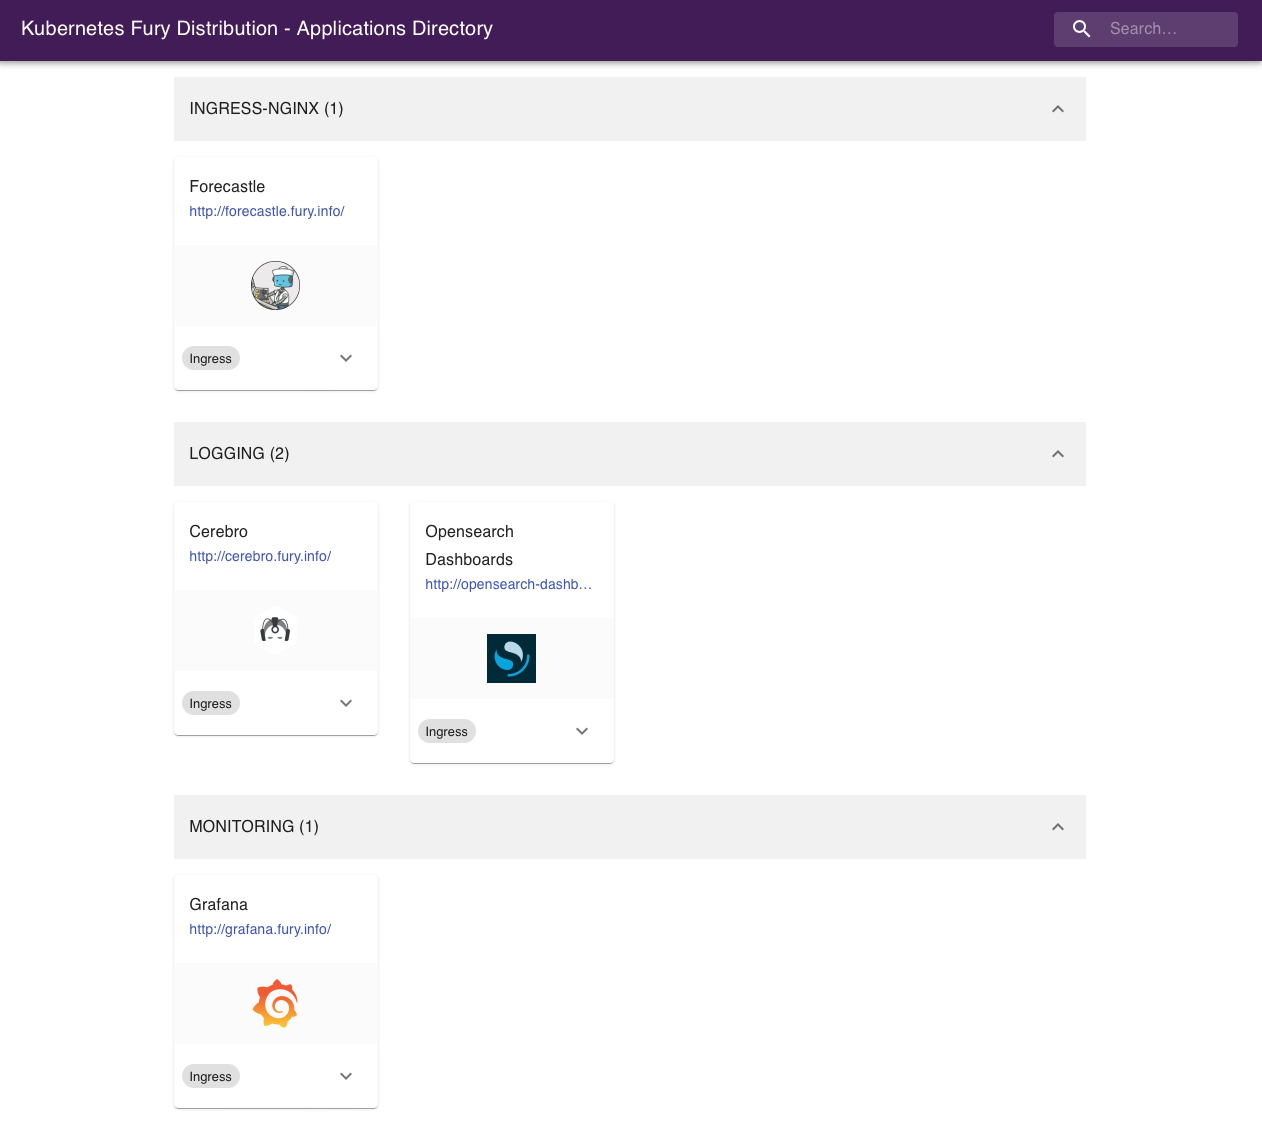 Kubernetes Fury Distribution - Applications Directory
Search...
INGRESS-NGINX (1)
Forecastle
http://forecastle.fury.info/
Ingress
LOGGING (2)
Cerebro
http://cerebro.fury.info/
Ingress
Opensearch
Dashboards
http://opensearch-dashb...
Ingress
MONITORING (1)
Grafana
http://grafana.fury.info/
Ingress